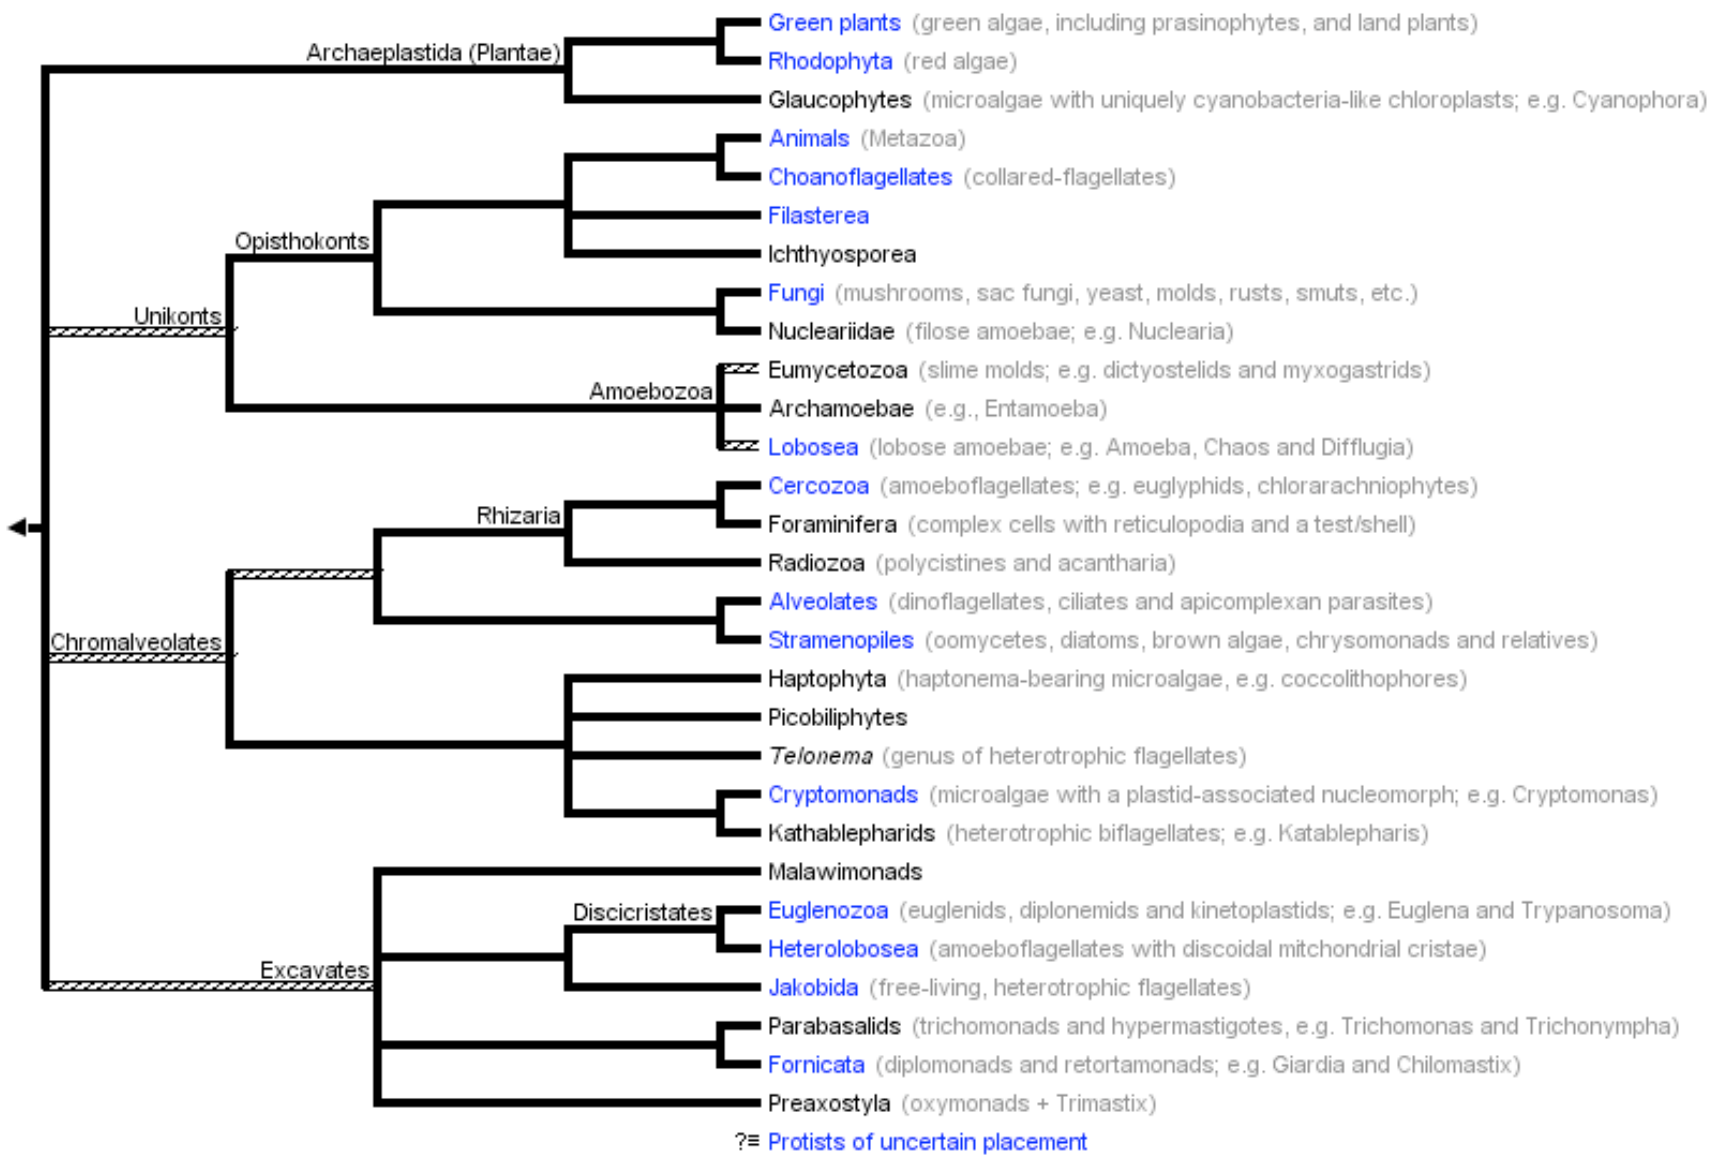 Green plants (green algae, including prasinophytes, and land plants)
Archaeplastida (Plantae)
Rhodophyta (red algae)
Glaucophytes (microalgae with uniquely cyanobacteria-like chloroplasts; e.g. Cyanophora)
Animals (Metazoa)
Choanoflagellates (collared-flagellates)
Filasterea
Opisthokonts
Ichthyosporea
Fungi (mushrooms, sac fungi, yeast, molds, rusts, smuts, etc.)
Unikonts
Nucleariidae (filose amoebae; e.g. Nuclearia)
Eumycetozoa (slime molds; e.g. dictyostelids and myxogastrids)
Amoebozoa
Archamoebae (e.g., Entamoeba)
Lobosea (lobose amoebae; e.g. Amoeba, Chaos and Difflugia)
Cercozoa (amoeboflagellates; e.g. euglyphids, chlorarachniophytes)
Rhizaria
Foraminifera (complex cells with reticulopodia and a test/shell)
Radiozoa (polycistines and acantharia)
Alveolates (dinoflagellates, ciliates and apicomplexan parasites)
Chromalveolates
Stramenopiles (oomycetes, diatoms, brown algae, chrysomonads and relatives)
Haptophyta (haptonema-bearing microalgae, e.g. coccolithophores)
Picobiliphytes
Telonema (genus of heterotrophic flagellates)
Cryptomonads (microalgae with a plastid-associated nucleomorph; e.g. Cryptomonas)
Kathablepharids (heterotrophic biflagellates; e.g. Katablepharis)
Malawimonads
Discicristates
Euglenozoa (euglenids, diplonemids and kinetoplastids; e.g. Euglena and Trypanosoma)
Heterolobosea (amoeboflagellates with discoidal mitchondrial cristae)
Excavates
Jakobida (free-living, heterotrophic flagellates)
Parabasalids (trichomonads and hypermastigotes, e.g. Trichomonas and Trichonympha)
Fornicata (diplomonads and retortamonads; e.g. Giardia and Chilomastix)
Preaxostyla (oxymonads + Trimastix)
?≡ Protists of uncertain placement